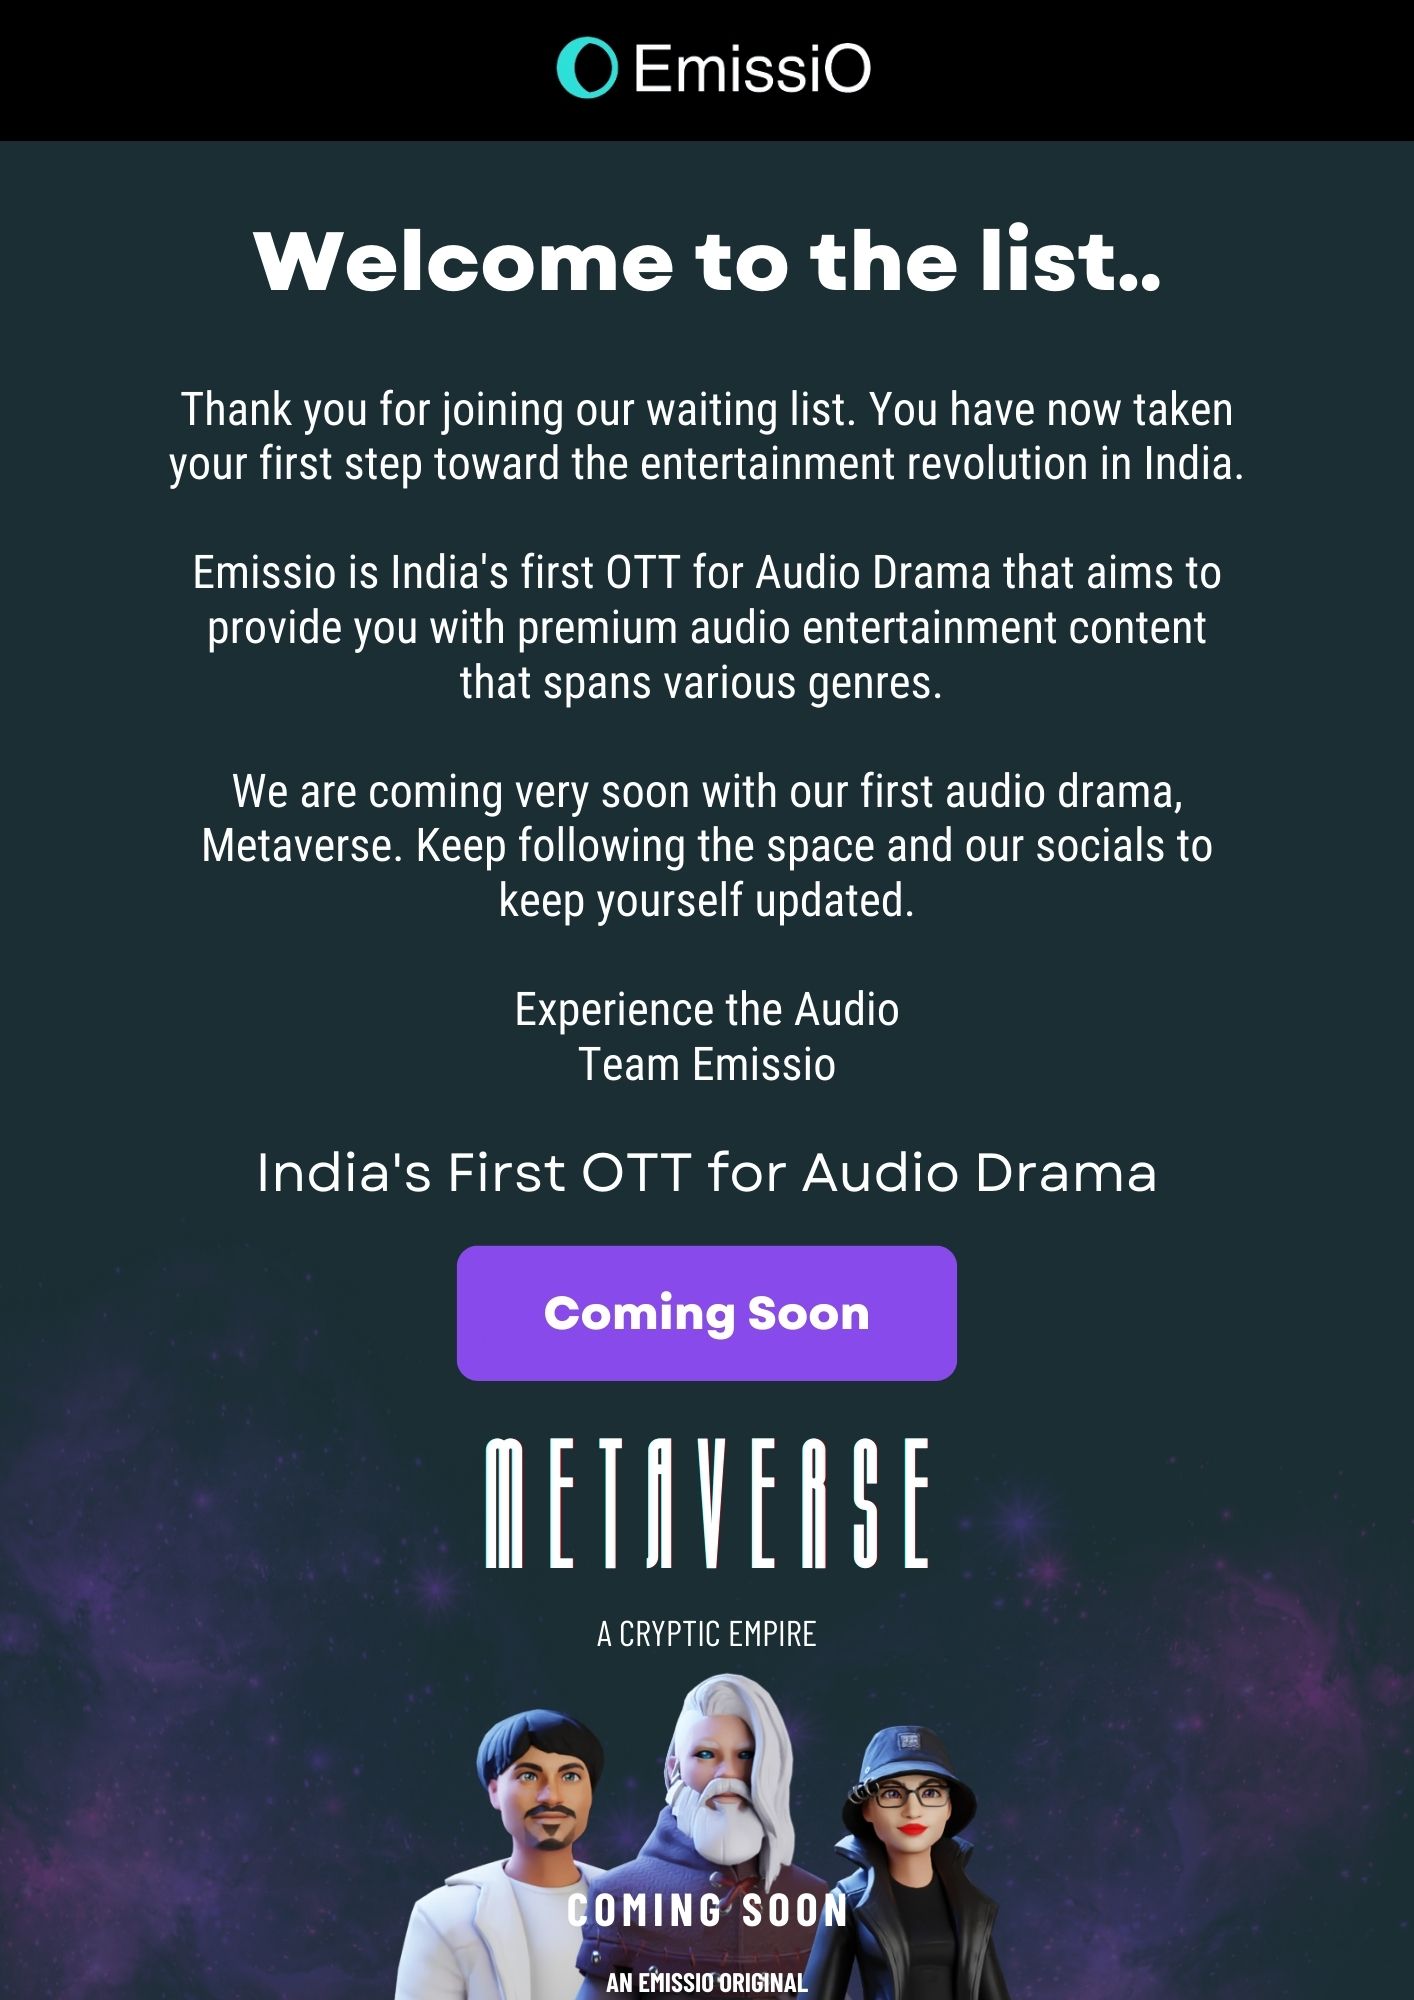 EmissiO
Welcome to the list..
Thank you for joining our waiting list. You have now taken
your first step toward the entertainment revolution in India.
Emissio is India's first OTT for Audio Drama that aims to
provide you with premium audio entertainment content
that spans various genres.
We are coming very soon with our first audio drama,
Metaverse. Keep following the space and our socials to
keep yourself updated.
Experience the Audio
Team Emissio
India's First OTT for Audio Drama
Coming Soon
METAVERSE
A CRYPTIC EMPIRE
COMING SOON
AN EMISSIO ORIGINAL